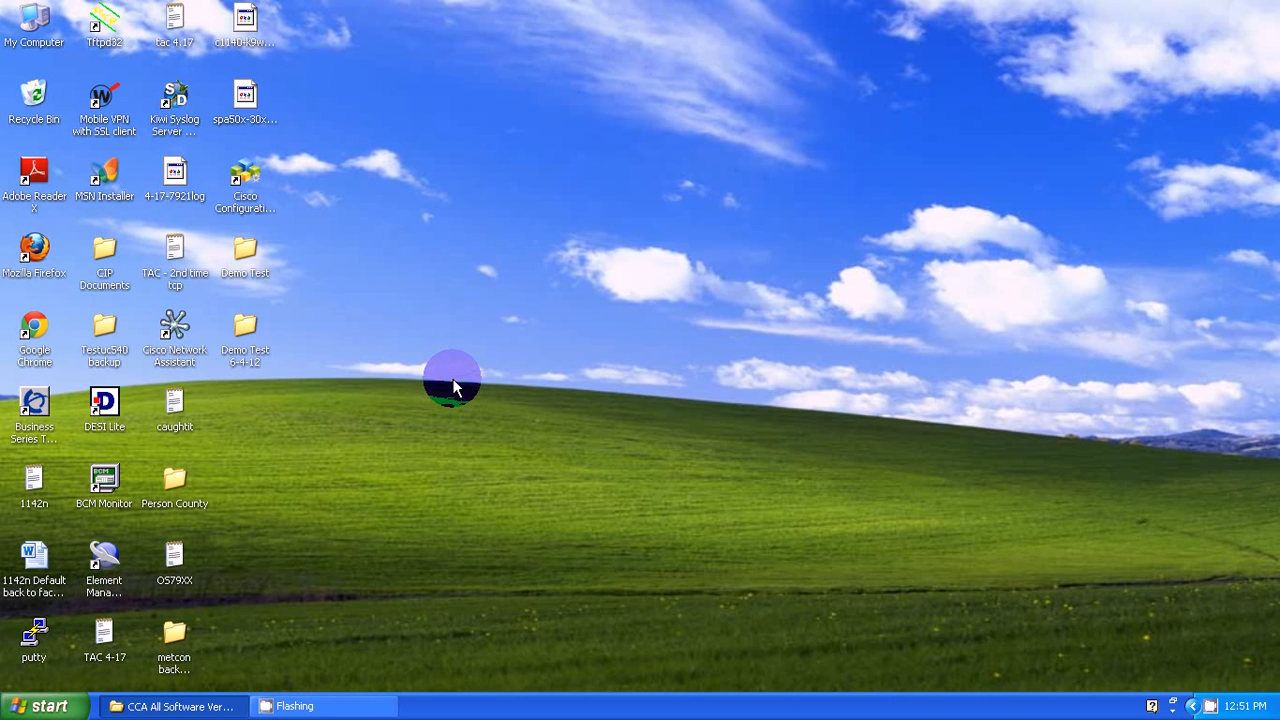 My Computer
Tftpd32
tac 4.17
c1140-k9w...
Recycle Bin
Mobile VPN
with SSL client
Kiwi Syslog
Server ...
spa50x-30x...
Adobe Reader
X
MSN Installer
4-17-7921log
Cisco
Configurati...
Mozilla Firefox
CIP
Documents
TAC - 2nd time
tcp
Demo Test
Google
Chrome
Testuc540
backup
Cisco Network
Assistant
Demo Test
6-4-12
Business
Series T...
DESI Lite
caughtit
1142n
BCM Monitor
Person County
1142n Default
back to fac...
Element
Mana...
OS79XX
putty
TAC 4-17
metcon
back...
start
CCA All Software Ver...
Flashing
12:51 PM